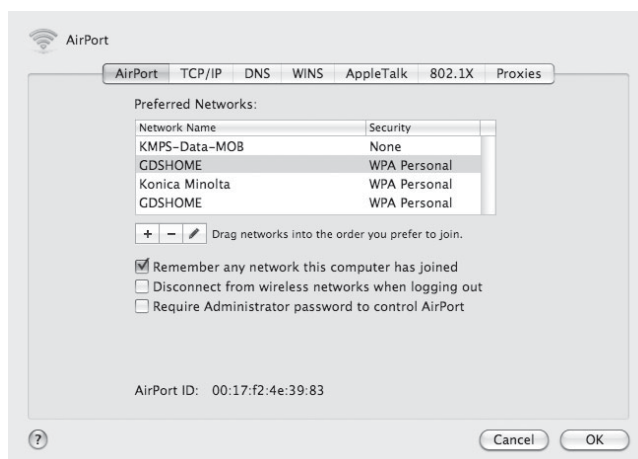 AirPort
AirPort TCP/IP DNS WINS AppleTalk 802.1X Proxies
Preferred Networks:
Network Name Security
KMPS-Data-MOB None
GDSHOME WPA Personal
Konica Minolta WPA Personal
GDSHOME WPA Personal
+ − Drag networks into the order you prefer to join.
Remember any network this computer has joined
Disconnect from wireless networks when logging out
Require Administrator password to control AirPort
AirPort ID: 00:17:f2:4e:39:83
? Cancel OK